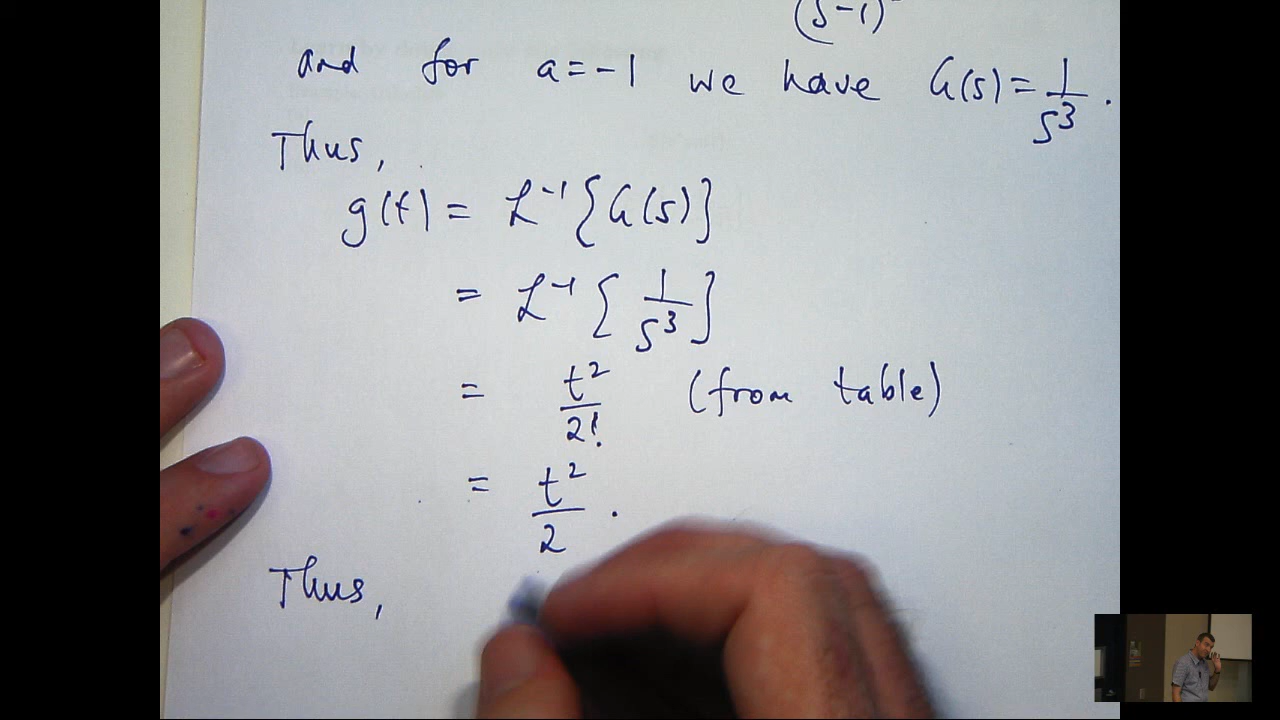 (s-1)
and for a=-1 we have G(s)=1/s³.
Thus,
g(t) = ℒ⁻¹{G(s)}
= ℒ⁻¹{1/s³}
= t²/2! (from table)
= t²/2.
Thus,